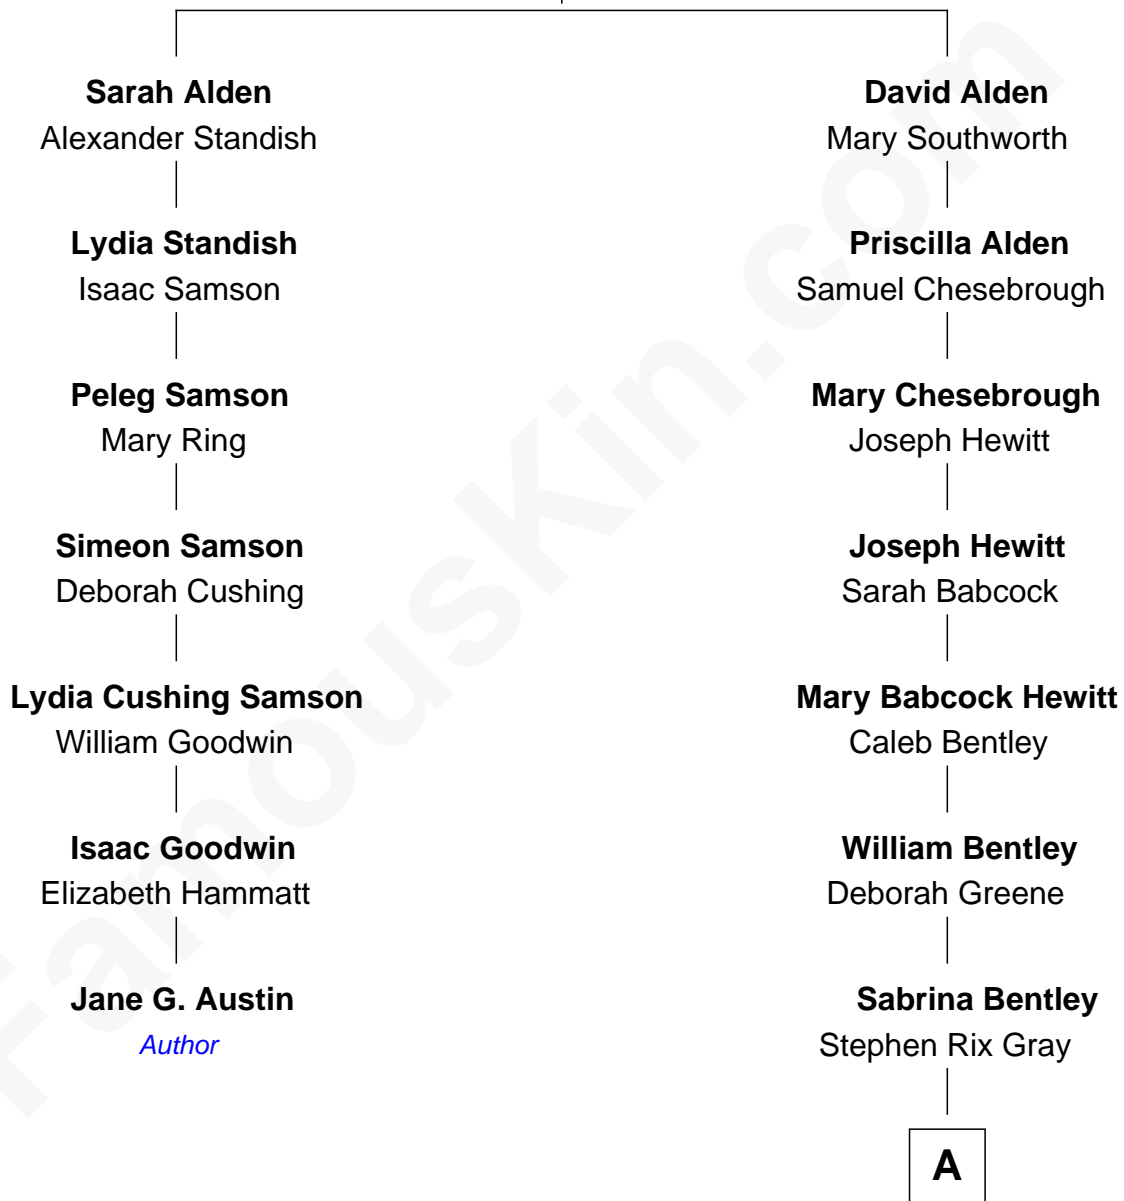 Sarah Alden
Alexander Standish
Lydia Standish
Isaac Samson
Peleg Samson
Mary Ring
Simeon Samson
Deborah Cushing
Lydia Cushing Samson
William Goodwin
Isaac Goodwin
Elizabeth Hammatt
Jane G. Austin
Author
David Alden
Mary Southworth
Priscilla Alden
Samuel Chesebrough
Mary Chesebrough
Joseph Hewitt
Joseph Hewitt
Sarah Babcock
Mary Babcock Hewitt
Caleb Bentley
William Bentley
Deborah Greene
Sabrina Bentley
Stephen Rix Gray
A
FamousKin.com